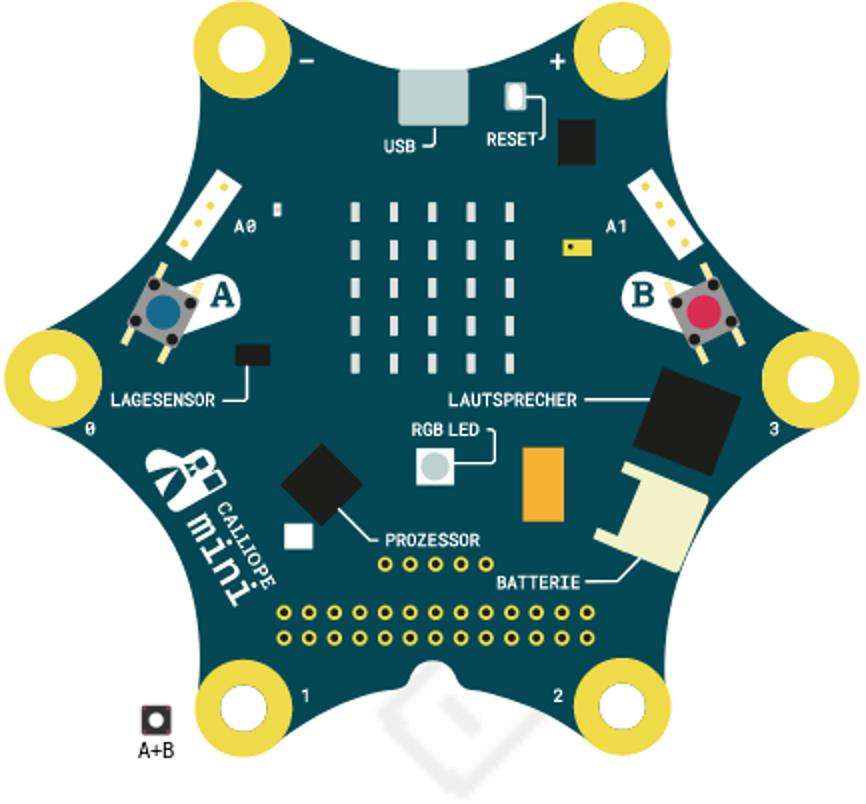 - +
USB
RESET
A0
A1
A
B
LAGESENSOR
LAUTSPRECHER
0
RGB LED
3
CALLIOPE
mini
PROZESSOR
BATTERIE
1
2
A+B